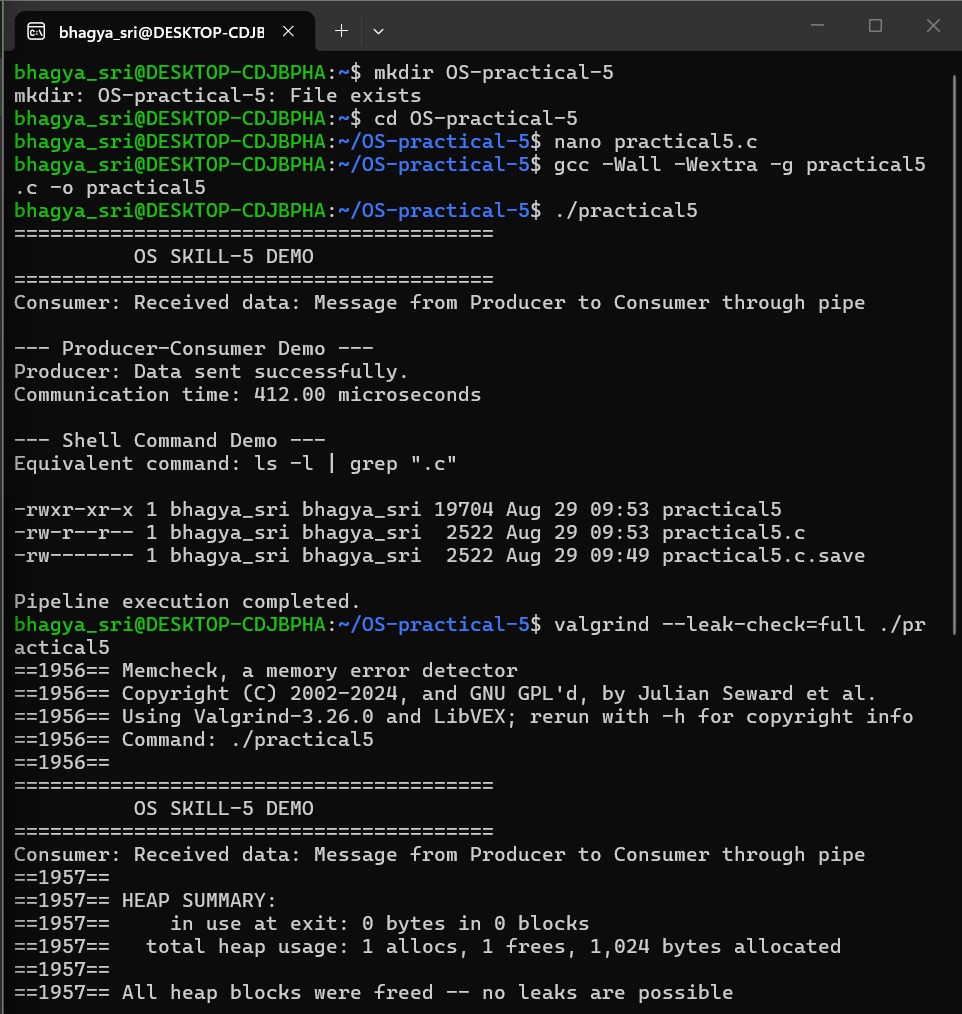 bhagya_sri@DESKTOP-CDJB
bhagya_sri@DESKTOP-CDJBPHA:~$ mkdir OS-practical-5
mkdir: OS-practical-5: File exists
bhagya_sri@DESKTOP-CDJBPHA:~$ cd OS-practical-5
bhagya_sri@DESKTOP-CDJBPHA:~/OS-practical-5$ nano practical5.c
bhagya_sri@DESKTOP-CDJBPHA:~/OS-practical-5$ gcc -Wall -Wextra -g practical5
.c -o practical5
bhagya_sri@DESKTOP-CDJBPHA:~/OS-practical-5$ ./practical5
========================================
          OS SKILL-5 DEMO
========================================
Consumer: Received data: Message from Producer to Consumer through pipe

--- Producer-Consumer Demo ---
Producer: Data sent successfully.
Communication time: 412.00 microseconds

--- Shell Command Demo ---
Equivalent command: ls -l | grep ".c"

-rwxr-xr-x 1 bhagya_sri bhagya_sri 19704 Aug 29 09:53 practical5
-rw-r--r-- 1 bhagya_sri bhagya_sri  2522 Aug 29 09:53 practical5.c
-rw------- 1 bhagya_sri bhagya_sri  2522 Aug 29 09:49 practical5.c.save

Pipeline execution completed.
bhagya_sri@DESKTOP-CDJBPHA:~/OS-practical-5$ valgrind --leak-check=full ./pr
actical5
==1956== Memcheck, a memory error detector
==1956== Copyright (C) 2002-2024, and GNU GPL'd, by Julian Seward et al.
==1956== Using Valgrind-3.26.0 and LibVEX; rerun with -h for copyright info
==1956== Command: ./practical5
==1956==
========================================
          OS SKILL-5 DEMO
========================================
Consumer: Received data: Message from Producer to Consumer through pipe
==1957==
==1957== HEAP SUMMARY:
==1957==     in use at exit: 0 bytes in 0 blocks
==1957==   total heap usage: 1 allocs, 1 frees, 1,024 bytes allocated
==1957==
==1957== All heap blocks were freed -- no leaks are possible